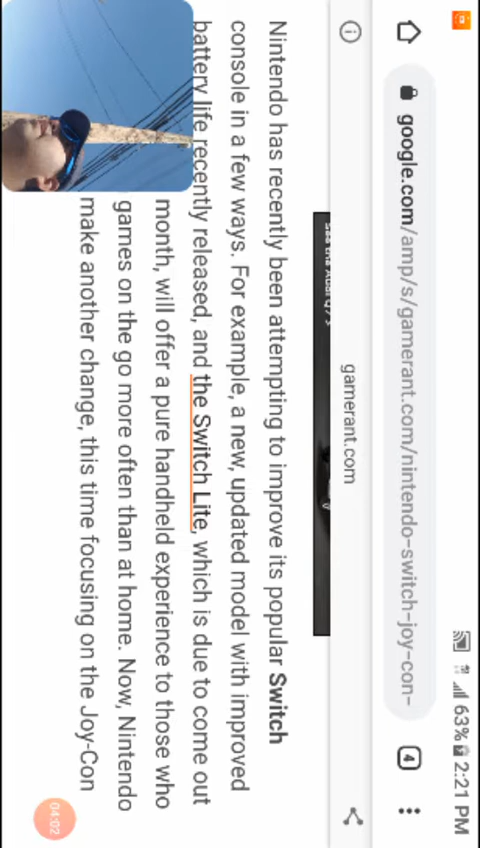 63% 2:21 PM
google.com/amp/s/gamerant.com/nintendo-switch-joy-con-
4
gamerant.com
Nintendo has recently been attempting to improve its popular Switch
console in a few ways. For example, a new, updated model with improved
battery life recently released, and the Switch Lite, which is due to come out
month, will offer a pure handheld experience to those who
games on the go more often than at home. Now, Nintendo
make another change, this time focusing on the Joy-Con
04:02